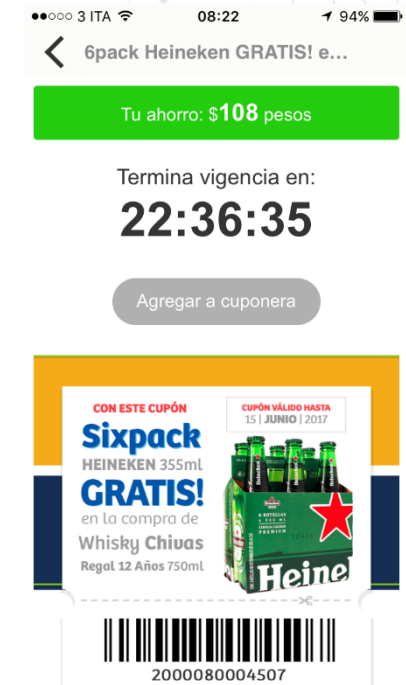 3 ITA 08:22 94%
6pack Heineken GRATIS! e...
Tu ahorro: $108 pesos
Termina vigencia en:
22:36:35
Agregar a cuponera
CON ESTE CUPÓN
Sixpack
HEINEKEN 355ml
GRATIS!
en la compra de
Whisky Chivas
Regal 12 Años 750ml
CUPÓN VÁLIDO HASTA
15 | JUNIO | 2017
6 BOTELLAS
Heine
2000080004507